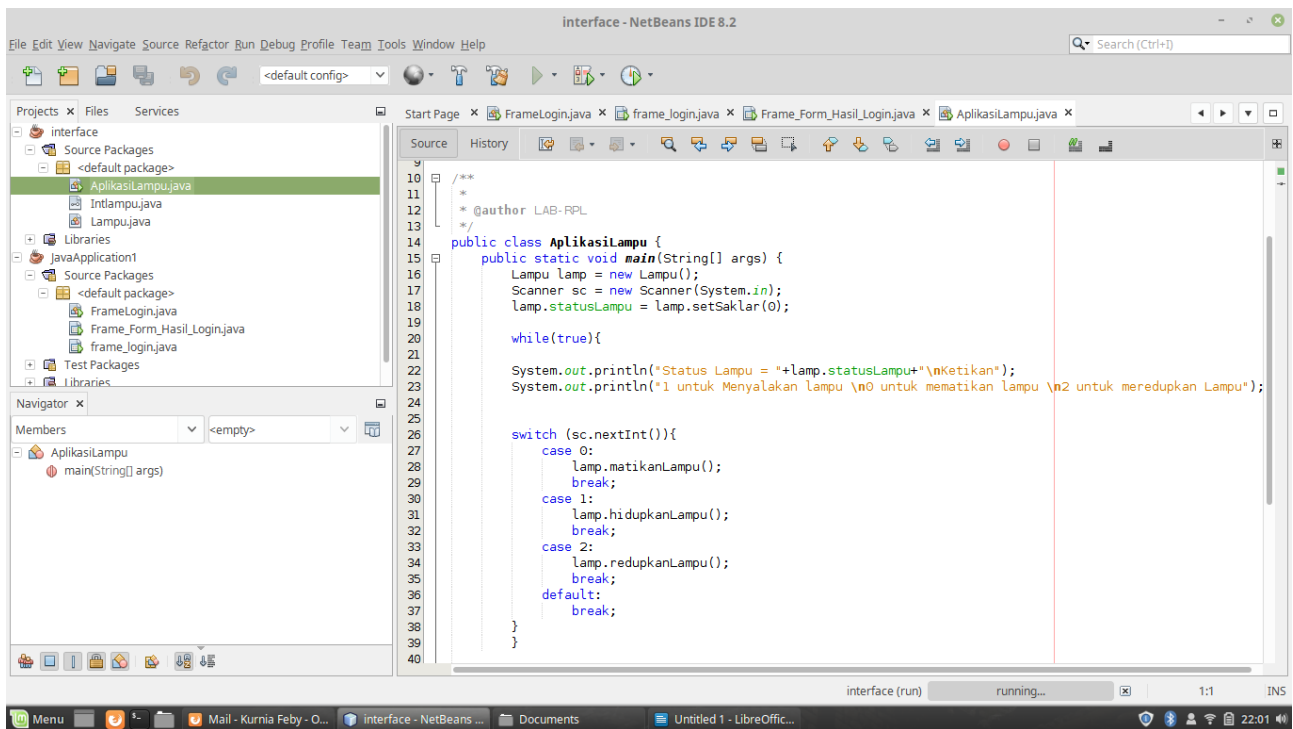 interface - NetBeans IDE 8.2
File Edit View Navigate Source Refactor Run Debug Profile Team Tools Window Help
Search (Ctrl+I)
<default config>
Projects Files Services
Start Page FrameLogin.java frame_login.java Frame_Form_Hasil_Login.java AplikasiLampu.java
interface
Source Packages
<default package>
AplikasiLampu.java
Intlampu.java
Lampu.java
Libraries
JavaApplication1
Source Packages
<default package>
FrameLogin.java
Frame_Form_Hasil_Login.java
frame_login.java
Test Packages
Libraries
Navigator
Members <empty>
AplikasiLampu
main(String[] args)
Source History
9
10 /**
11 *
12 * @author LAB-RPL
13 */
14 public class AplikasiLampu {
15 public static void main(String[] args) {
16 Lampu lamp = new Lampu();
17 Scanner sc = new Scanner(System.in);
18 lamp.statusLampu = lamp.setSaklar(0);
19
20 while(true){
21
22 System.out.println("Status Lampu = "+lamp.statusLampu+"\nKetikan");
23 System.out.println("1 untuk Menyalakan lampu \n0 untuk mematikan lampu \n2 untuk meredupkan Lampu");
24
25
26 switch (sc.nextInt()){
27 case 0:
28 lamp.matikanLampu();
29 break;
30 case 1:
31 lamp.hidupkanLampu();
32 break;
33 case 2:
34 lamp.redupkanLampu();
35 break;
36 default:
37 break;
38 }
39 }
40
interface (run) running... 1:1 INS
Menu Mail - Kurnia Feby - O... interface - NetBeans ... Documents Untitled 1 - LibreOffic... 22:01